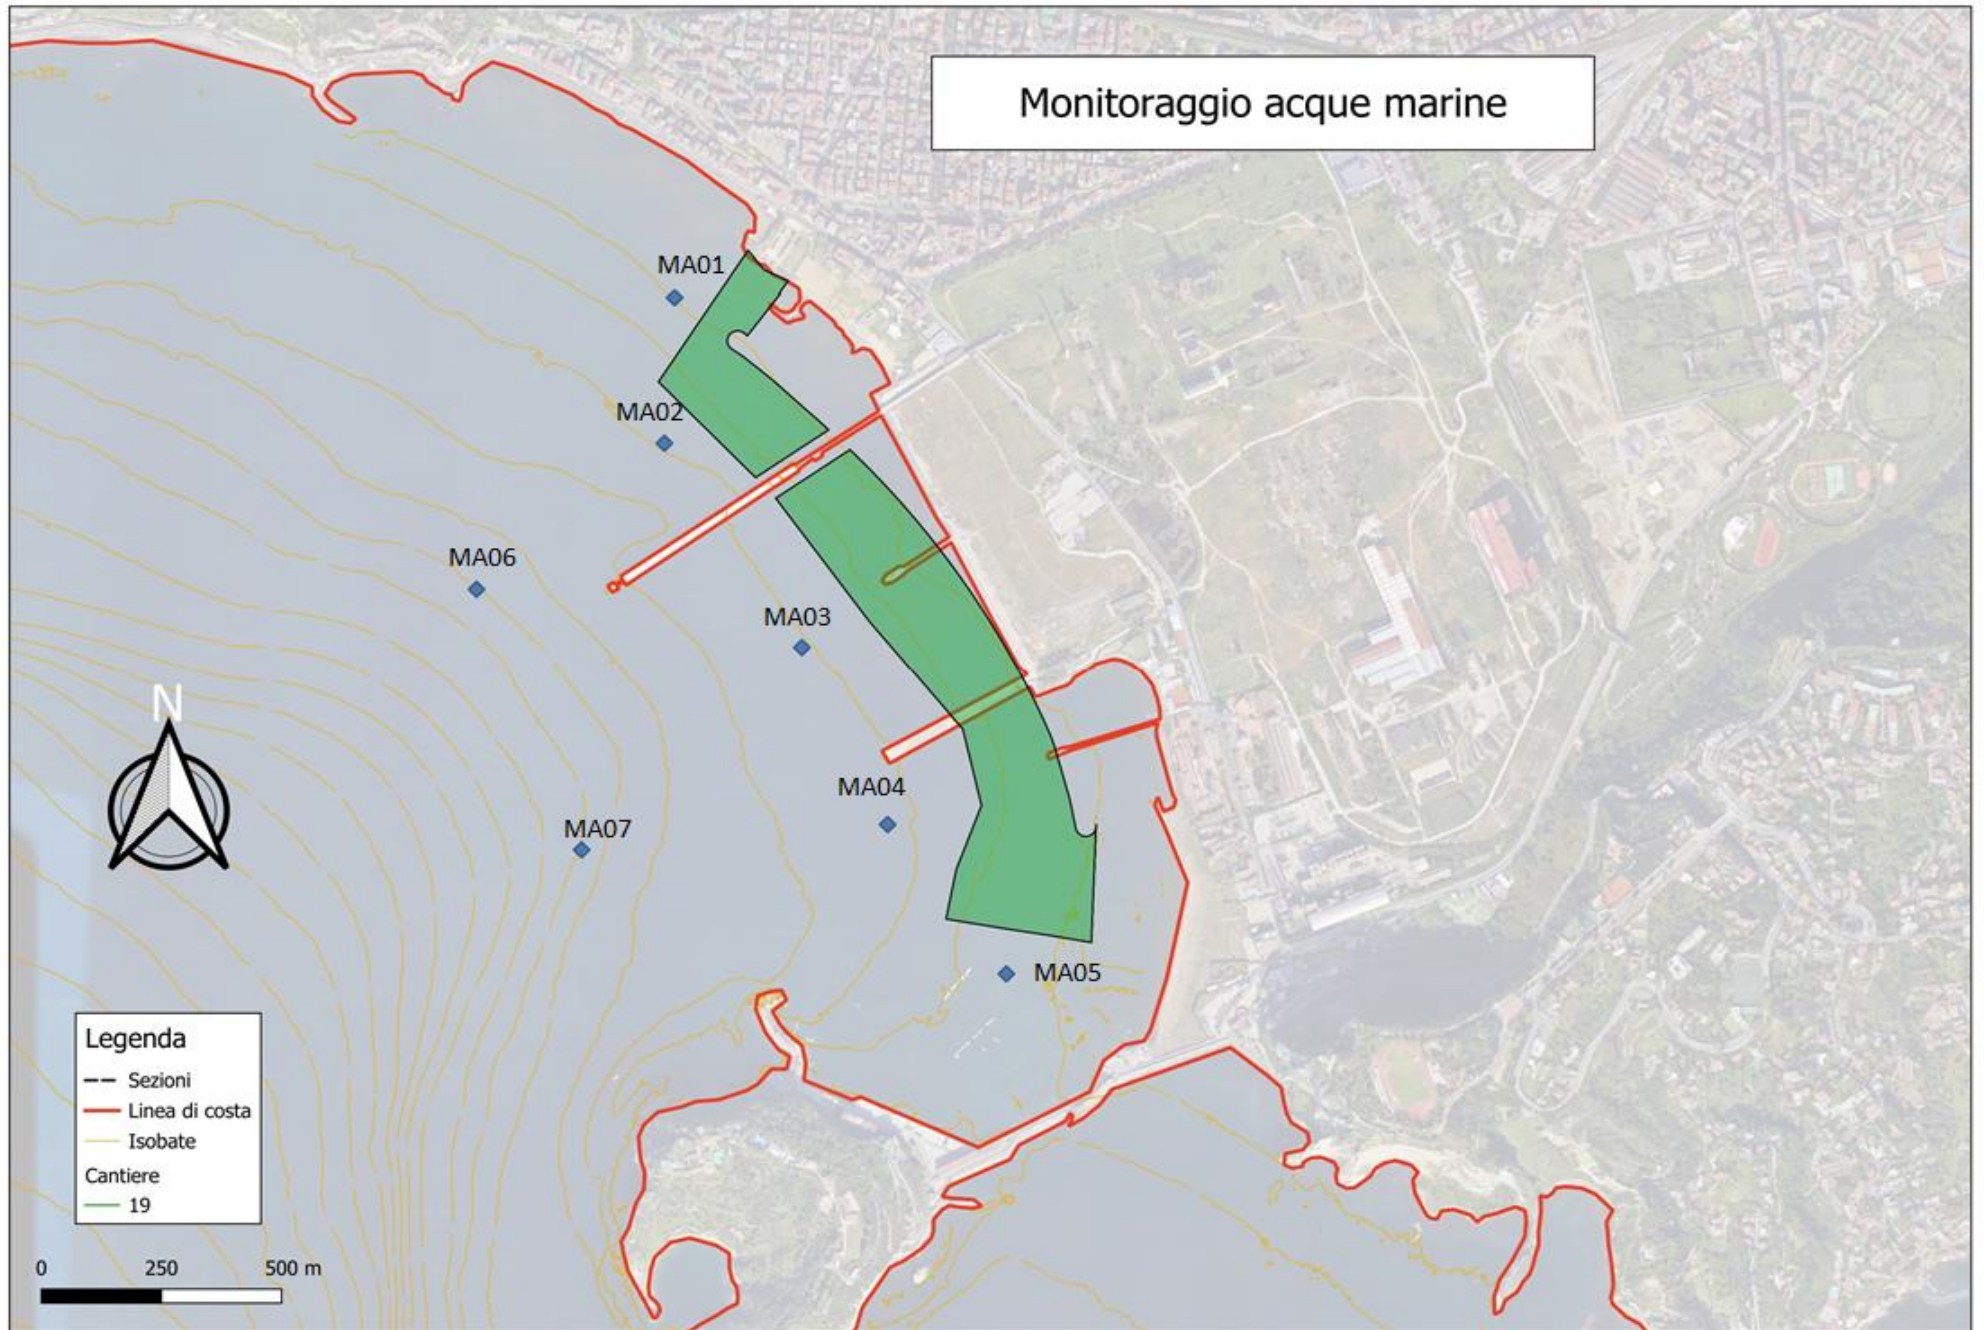 Monitoraggio acque marine
MA01
MA02
MA06
MA03
N
MA04
MA07
MA05
Legenda
Sezioni
Linea di costa
Isobate
Cantiere
19
0 250 500 m